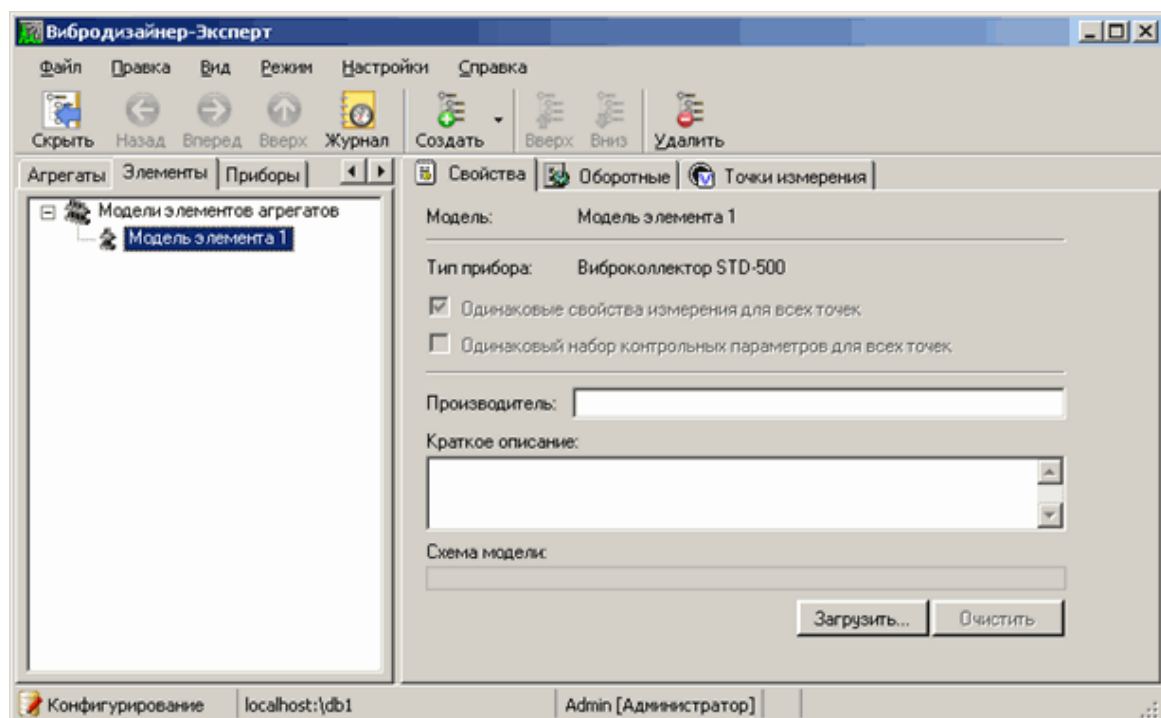 Вибродизайнер-Эксперт
Файл Правка Вид Режим Настройки Справка
Скрыть Назад Вперед Вверх Журнал Создать Вверх Вниз Удалить
Агрегаты Элементы Приборы
Свойства Оборотные Точки измерения
Модели элементов агрегатов
Модель элемента 1
Модель: Модель элемента 1
Тип прибора: Виброколлектор STD-500
Одинаковые свойства измерения для всех точек
Одинаковый набор контрольных параметров для всех точек
Производитель:
Краткое описание:
Схема модели:
Загрузить... Очистить
Конфигурирование localhost:\db1 Admin [Администратор]